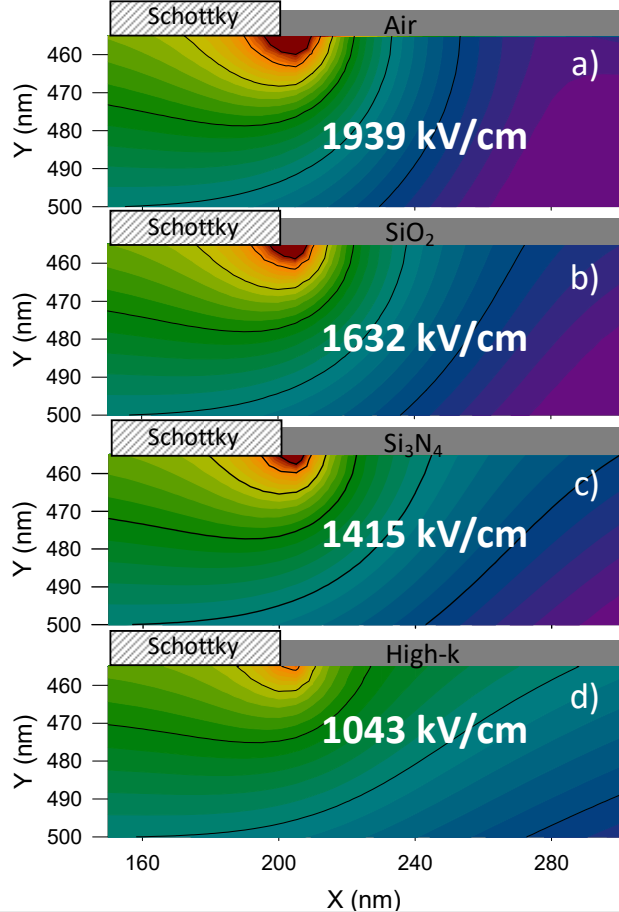 Schottky
Air
a)
1939 kV/cm
460
470
480
490
500
Y (nm)
Schottky
SiO₂
b)
1632 kV/cm
460
470
480
490
500
Y (nm)
Schottky
Si₃N₄
c)
1415 kV/cm
460
470
480
490
500
Y (nm)
Schottky
High-k
d)
1043 kV/cm
460
470
480
490
500
Y (nm)
160 200 240 280
X (nm)